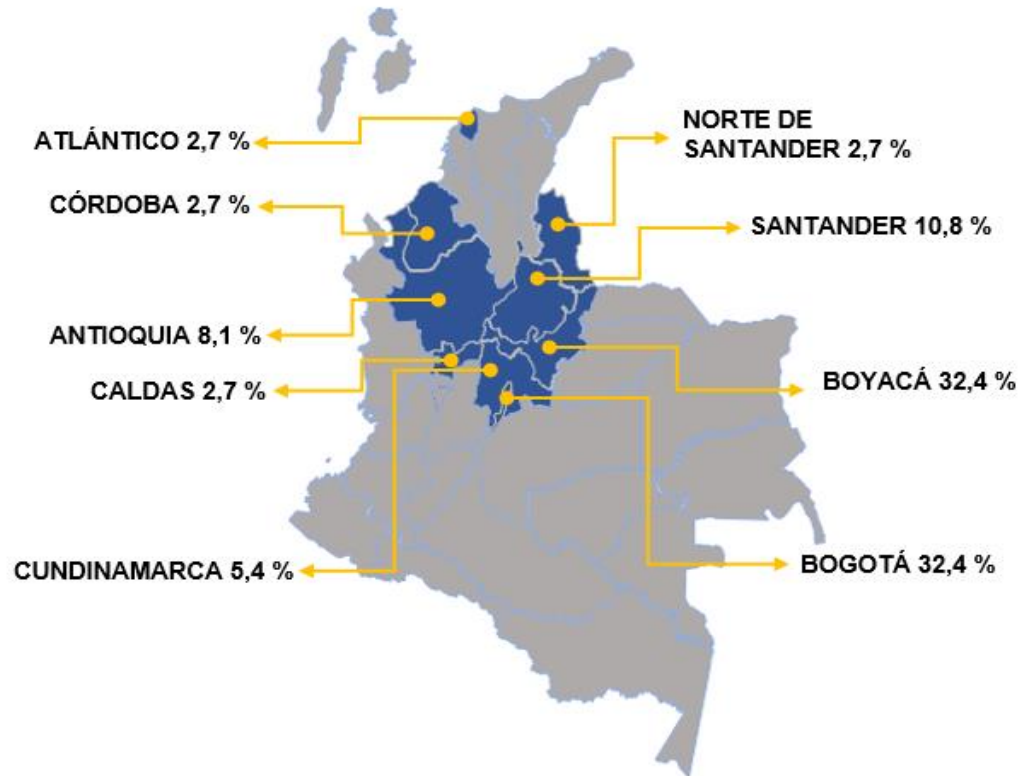 ATLÁNTICO 2,7 %
CÓRDOBA 2,7 %
ANTIOQUIA 8,1 %
CALDAS 2,7 %
CUNDINAMARCA 5,4 %
NORTE DE
SANTANDER 2,7 %
SANTANDER 10,8 %
BOYACÁ 32,4 %
BOGOTÁ 32,4 %